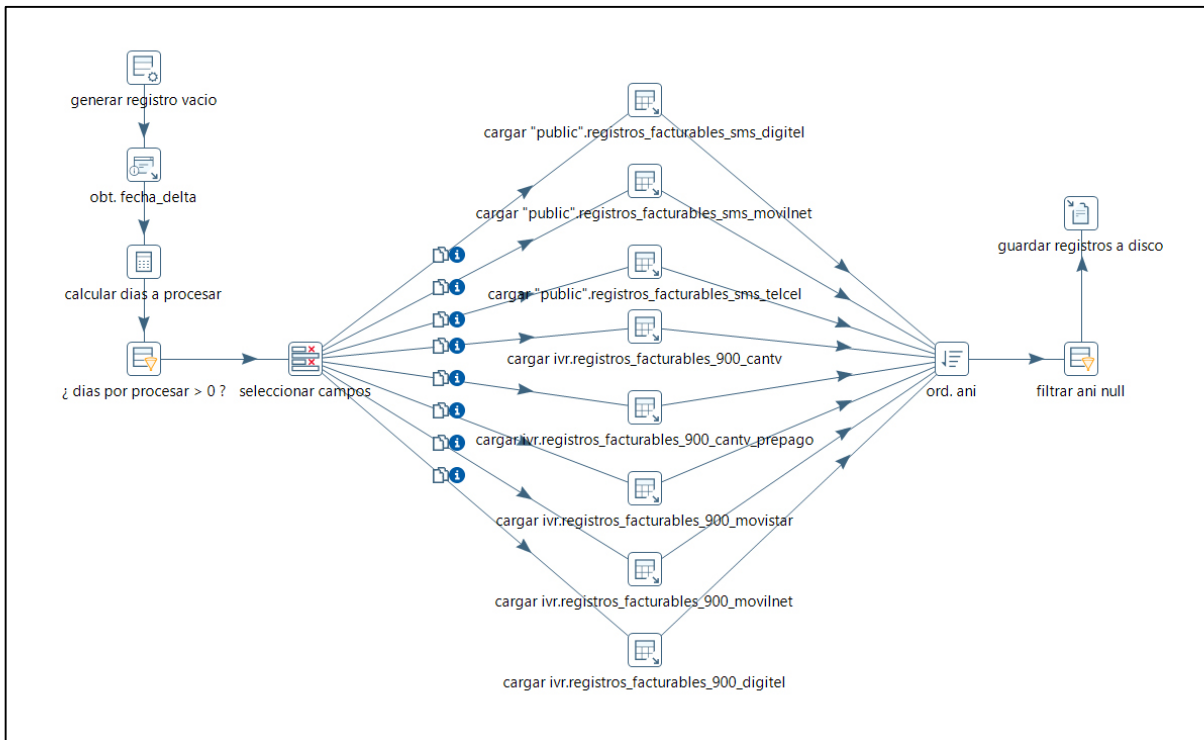 generar registro vacio
obt. fecha_delta
calcular dias a procesar
¿ dias por procesar > 0 ?
seleccionar campos
cargar "public".registros_facturables_sms_digitel
cargar "public".registros_facturables_sms_movilnet
cargar "public".registros_facturables_sms_telcel
cargar ivr.registros_facturables_900_cantv
cargar ivr.registros_facturables_900_cantv_prepago
cargar ivr.registros_facturables_900_movistar
cargar ivr.registros_facturables_900_movilnet
cargar ivr.registros_facturables_900_digitel
ord. ani
filtrar ani null
guardar registros a disco